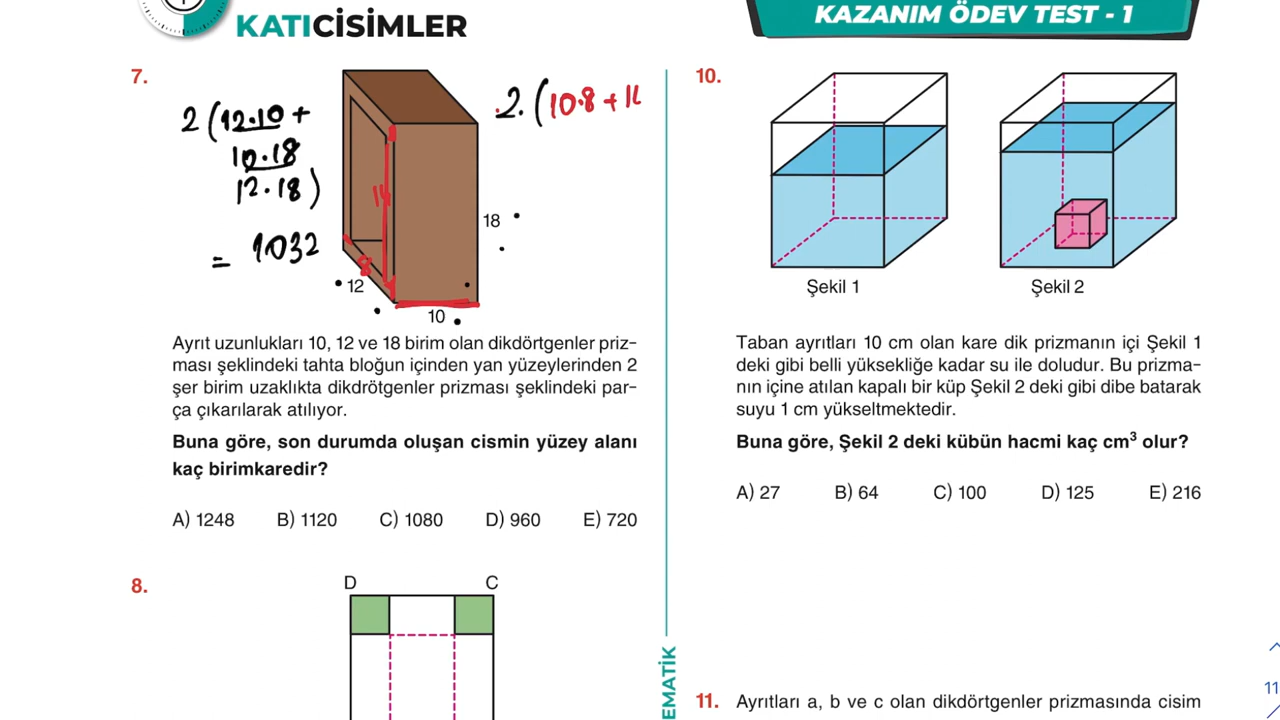 KATICİSİMLER
KAZANIM ÖDEV TEST - 1
7.
2 (12.10 +
10.18
12.18)
= 1032
.2. (10.8 + 1
14
8
18
12
10
Ayrıt uzunlukları 10, 12 ve 18 birim olan dikdörtgenler priz-
ması şeklindeki tahta bloğun içinden yan yüzeylerinden 2
şer birim uzaklıkta dikdrötgenler prizması şeklindeki par-
ça çıkarılarak atılıyor.
Buna göre, son durumda oluşan cismin yüzey alanı
kaç birimkaredir?
A) 1248 B) 1120 C) 1080 D) 960 E) 720
8.
D C
10.
Şekil 1 Şekil 2
Taban ayrıtları 10 cm olan kare dik prizmanın içi Şekil 1
deki gibi belli yüksekliğe kadar su ile doludur. Bu prizma-
nın içine atılan kapalı bir küp Şekil 2 deki gibi dibe batarak
suyu 1 cm yükseltmektedir.
Buna göre, Şekil 2 deki kübün hacmi kaç cm³ olur?
A) 27 B) 64 C) 100 D) 125 E) 216
EMATİK
11. Ayrıtları a, b ve c olan dikdörtgenler prizmasında cisim
11